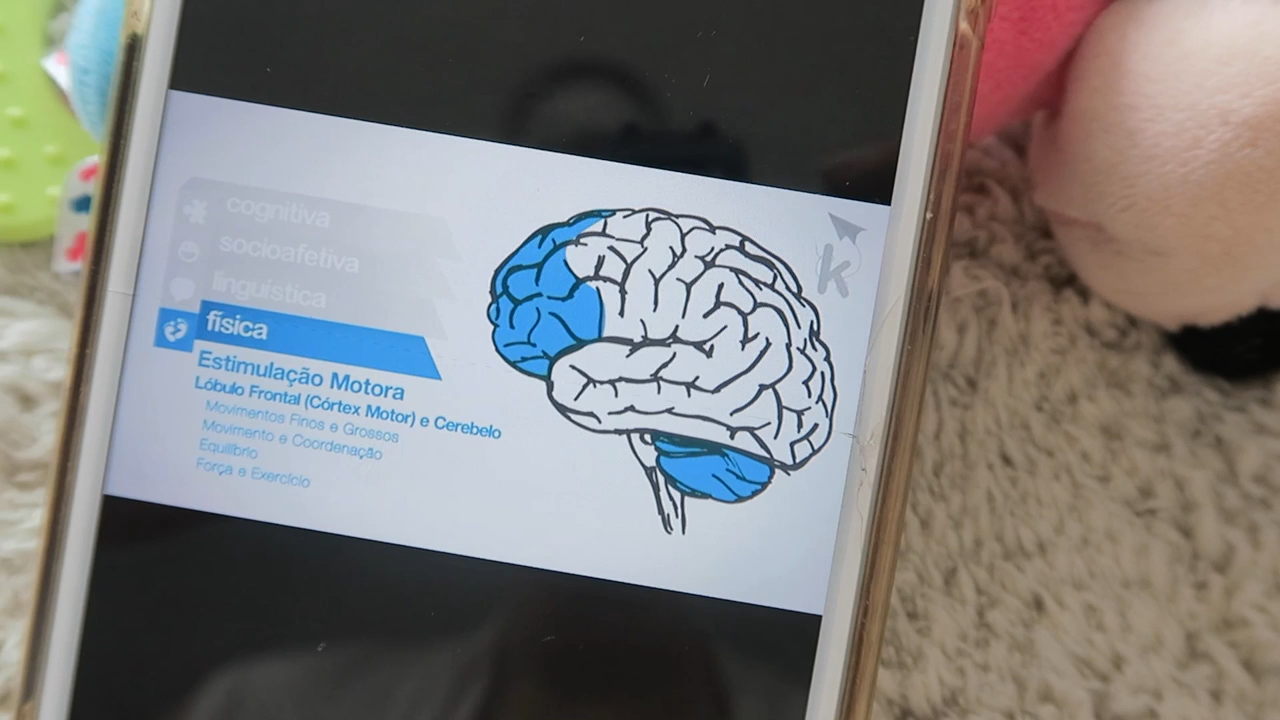 cognitiva
socioafetiva
linguística
física
Estimulação Motora
Lóbulo Frontal (Córtex Motor) e Cerebelo
Movimentos Finos e Grossos
Movimento e Coordenação
Equilíbrio
Força e Exercício
k